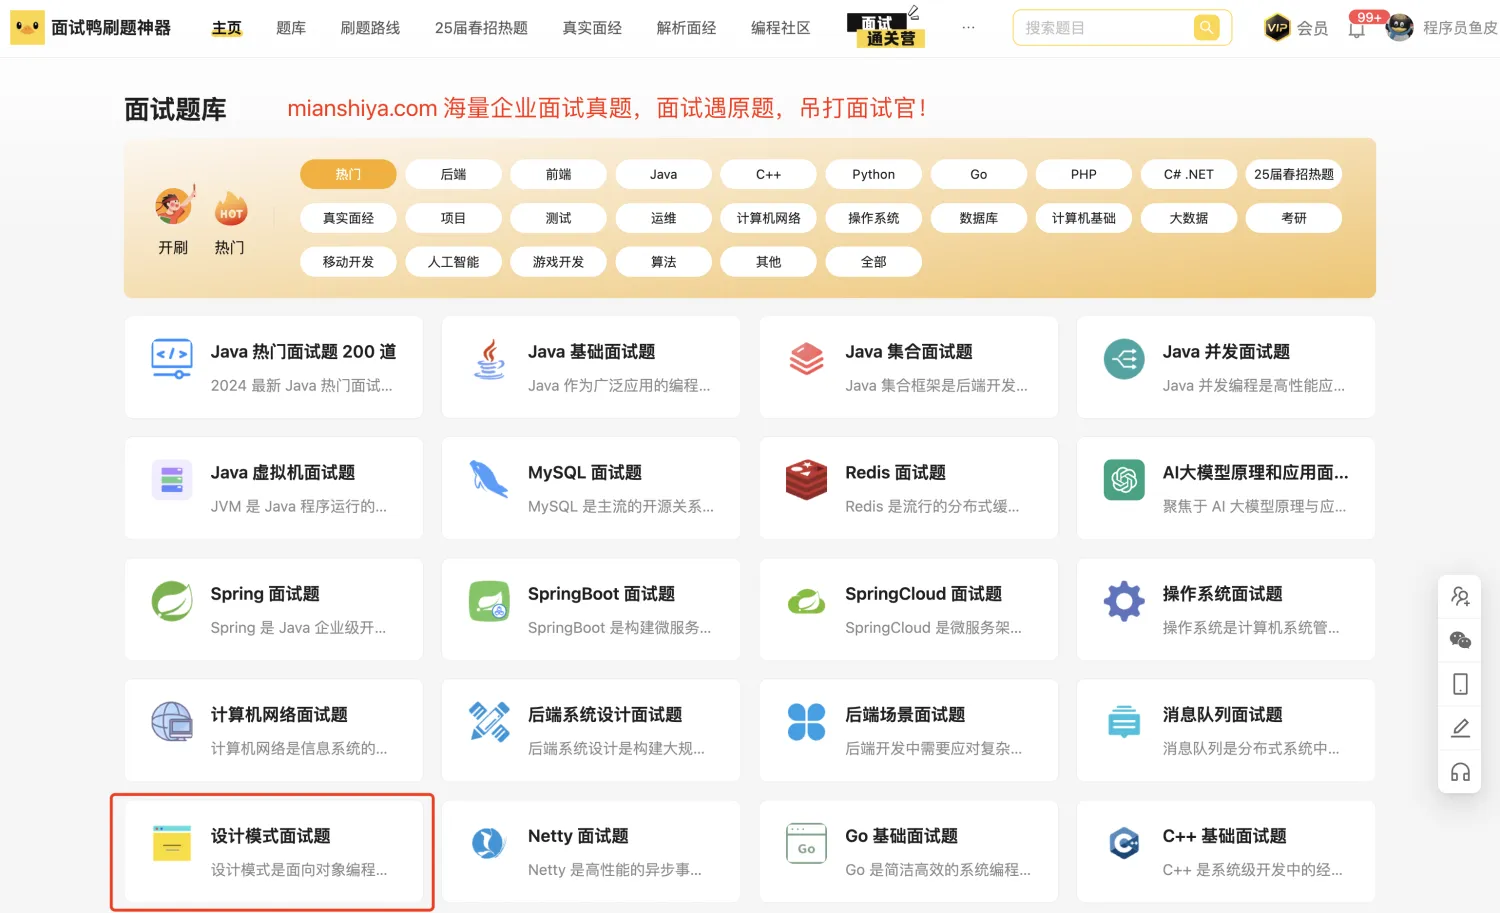 面试鸭刷题神器
主页
题库
刷题路线
25届春招热题
真实面经
解析面经
编程社区
面试
通关营
...
搜索题目
VIP
会员
99+
程序员鱼皮
面试题库
mianshiya.com 海量企业面试真题，面试遇原题，吊打面试官！
开刷
HOT
热门
热门
后端
前端
Java
C++
Python
Go
PHP
C# .NET
25届春招热题
真实面经
项目
测试
运维
计算机网络
操作系统
数据库
计算机基础
大数据
考研
移动开发
人工智能
游戏开发
算法
其他
全部
Java 热门面试题 200 道
2024 最新 Java 热门面试...
Java 基础面试题
Java 作为广泛应用的编程...
Java 集合面试题
Java 集合框架是后端开发...
Java 并发面试题
Java 并发编程是高性能应...
Java 虚拟机面试题
JVM 是 Java 程序运行的...
MySQL 面试题
MySQL 是主流的开源关系...
Redis 面试题
Redis 是流行的分布式缓...
AI大模型原理和应用面...
聚焦于 AI 大模型原理与应...
Spring 面试题
Spring 是 Java 企业级开...
SpringBoot 面试题
SpringBoot 是构建微服务...
SpringCloud 面试题
SpringCloud 是微服务架...
操作系统面试题
操作系统是计算机系统管...
计算机网络面试题
计算机网络是信息系统的...
后端系统设计面试题
后端系统设计是构建大规...
后端场景面试题
后端开发中需要应对复杂...
消息队列面试题
消息队列是分布式系统中...
设计模式面试题
设计模式是面向对象编程...
Netty 面试题
Netty 是高性能的异步事...
Go
Go 基础面试题
Go 是简洁高效的系统编程...
C++ 基础面试题
C++ 是系统级开发中的经...